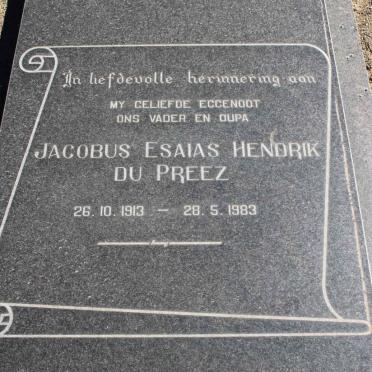 In liefdevolle herinnering aan
MY GELIEFDE EGGENOOT
ONS VADER EN OUPA
JACOBUS ESAIAS HENDRIK
DU PREEZ
26.10.1913 — 28.5.1983